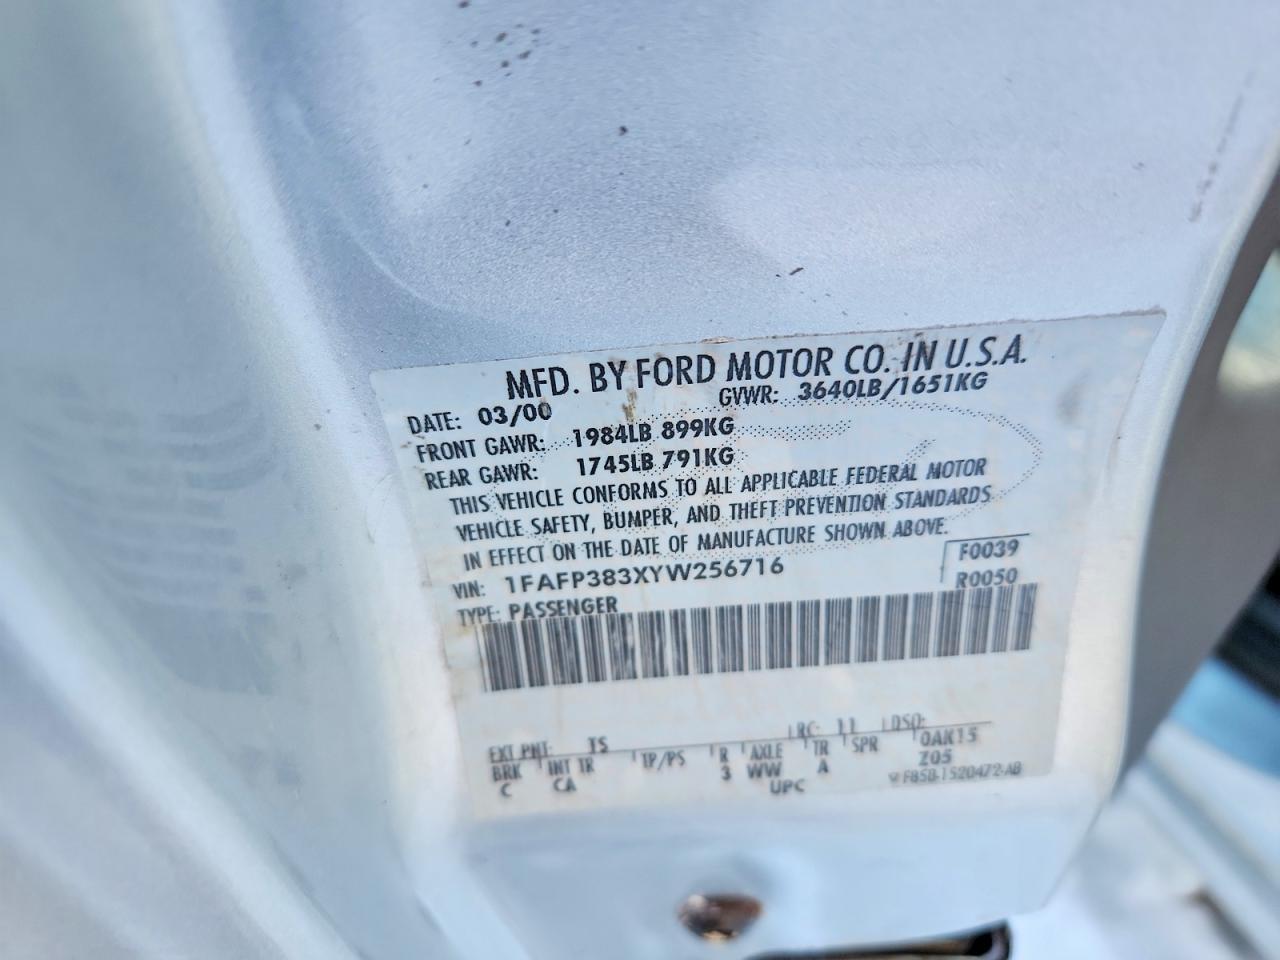 MFD. BY FORD MOTOR CO. IN U.S.A.
DATE: 03/00 GVWR: 3640LB/1651KG
FRONT GAWR: 1984LB 899KG
REAR GAWR: 1745LB 791KG
THIS VEHICLE CONFORMS TO ALL APPLICABLE FEDERAL MOTOR
VEHICLE SAFETY, BUMPER, AND THEFT PREVENTION STANDARDS
IN EFFECT ON THE DATE OF MANUFACTURE SHOWN ABOVE.
VIN: 1FAFP383XYW256716 F0039
TYPE: PASSENGER R0050
EXT PNT: TS RC: 11 DSO:
BRK INT TR TP/PS R AXLE TR SPR 0AK15
C CA 3 WW A Z05
UPC F85B-1520472-AB